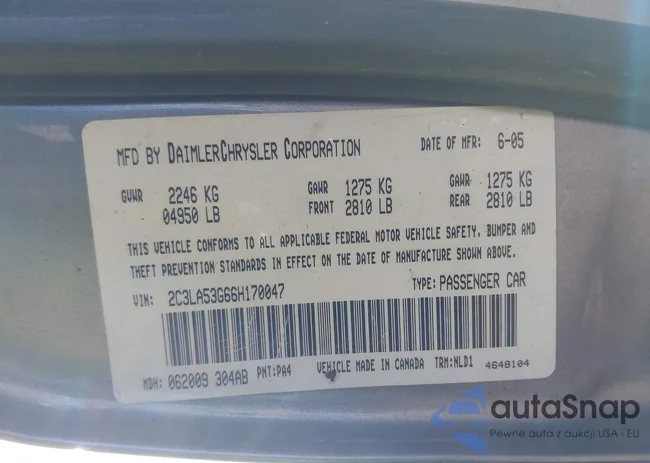 MFD BY DAIMLERCHRYSLER CORPORATION DATE OF MFR: 6-05
GVWR 2246 KG GAWR 1275 KG GAWR 1275 KG
04950 LB FRONT 2810 LB REAR 2810 LB
THIS VEHICLE CONFORMS TO ALL APPLICABLE FEDERAL MOTOR VEHICLE SAFETY, BUMPER AND
THEFT PREVENTION STANDARDS IN EFFECT ON THE DATE OF MANUFACTURE SHOWN ABOVE.
VIN: 2C3LA53G66H170047 TYPE: PASSENGER CAR
MDH: 062009 304AB PNT: PA4 VEHICLE MADE IN CANADA TRM: NLD1 4648104
autaSnap
Pewne auta z aukcji USA i EU